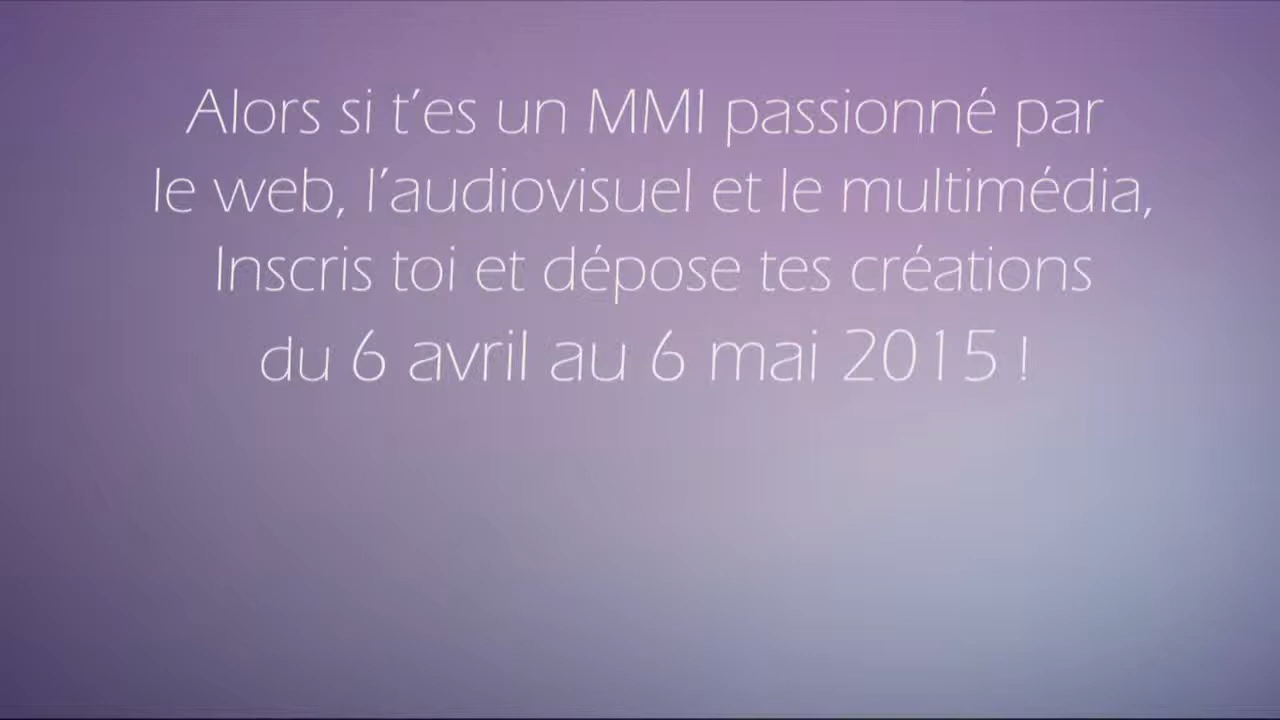 Alors si t’es un MMI passionné par
le web, l’audiovisuel et le multimédia,
Inscris toi et dépose tes créations
du 6 avril au 6 mai 2015 !